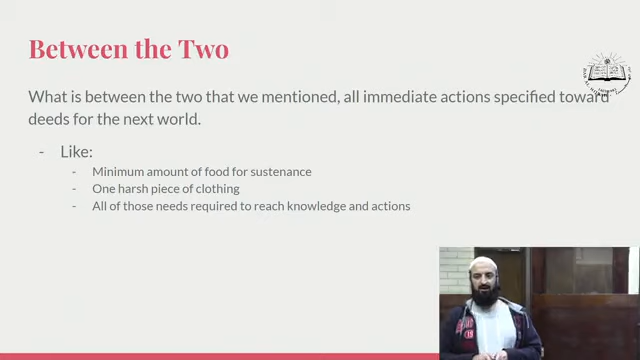 Between the Two
What is between the two that we mentioned, all immediate actions specified toward
deeds for the next world.
- Like:
- Minimum amount of food for sustenance
- One harsh piece of clothing
- All of those needs required to reach knowledge and actions